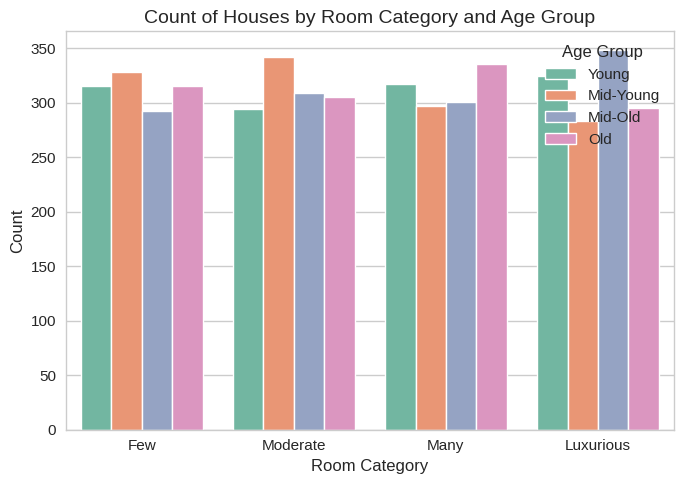 Count of Houses by Room Category and Age Group
Count
350
300
250
200
150
100
50
0
Age Group
Young
Mid-Young
Mid-Old
Old
Few
Moderate
Many
Luxurious
Room Category